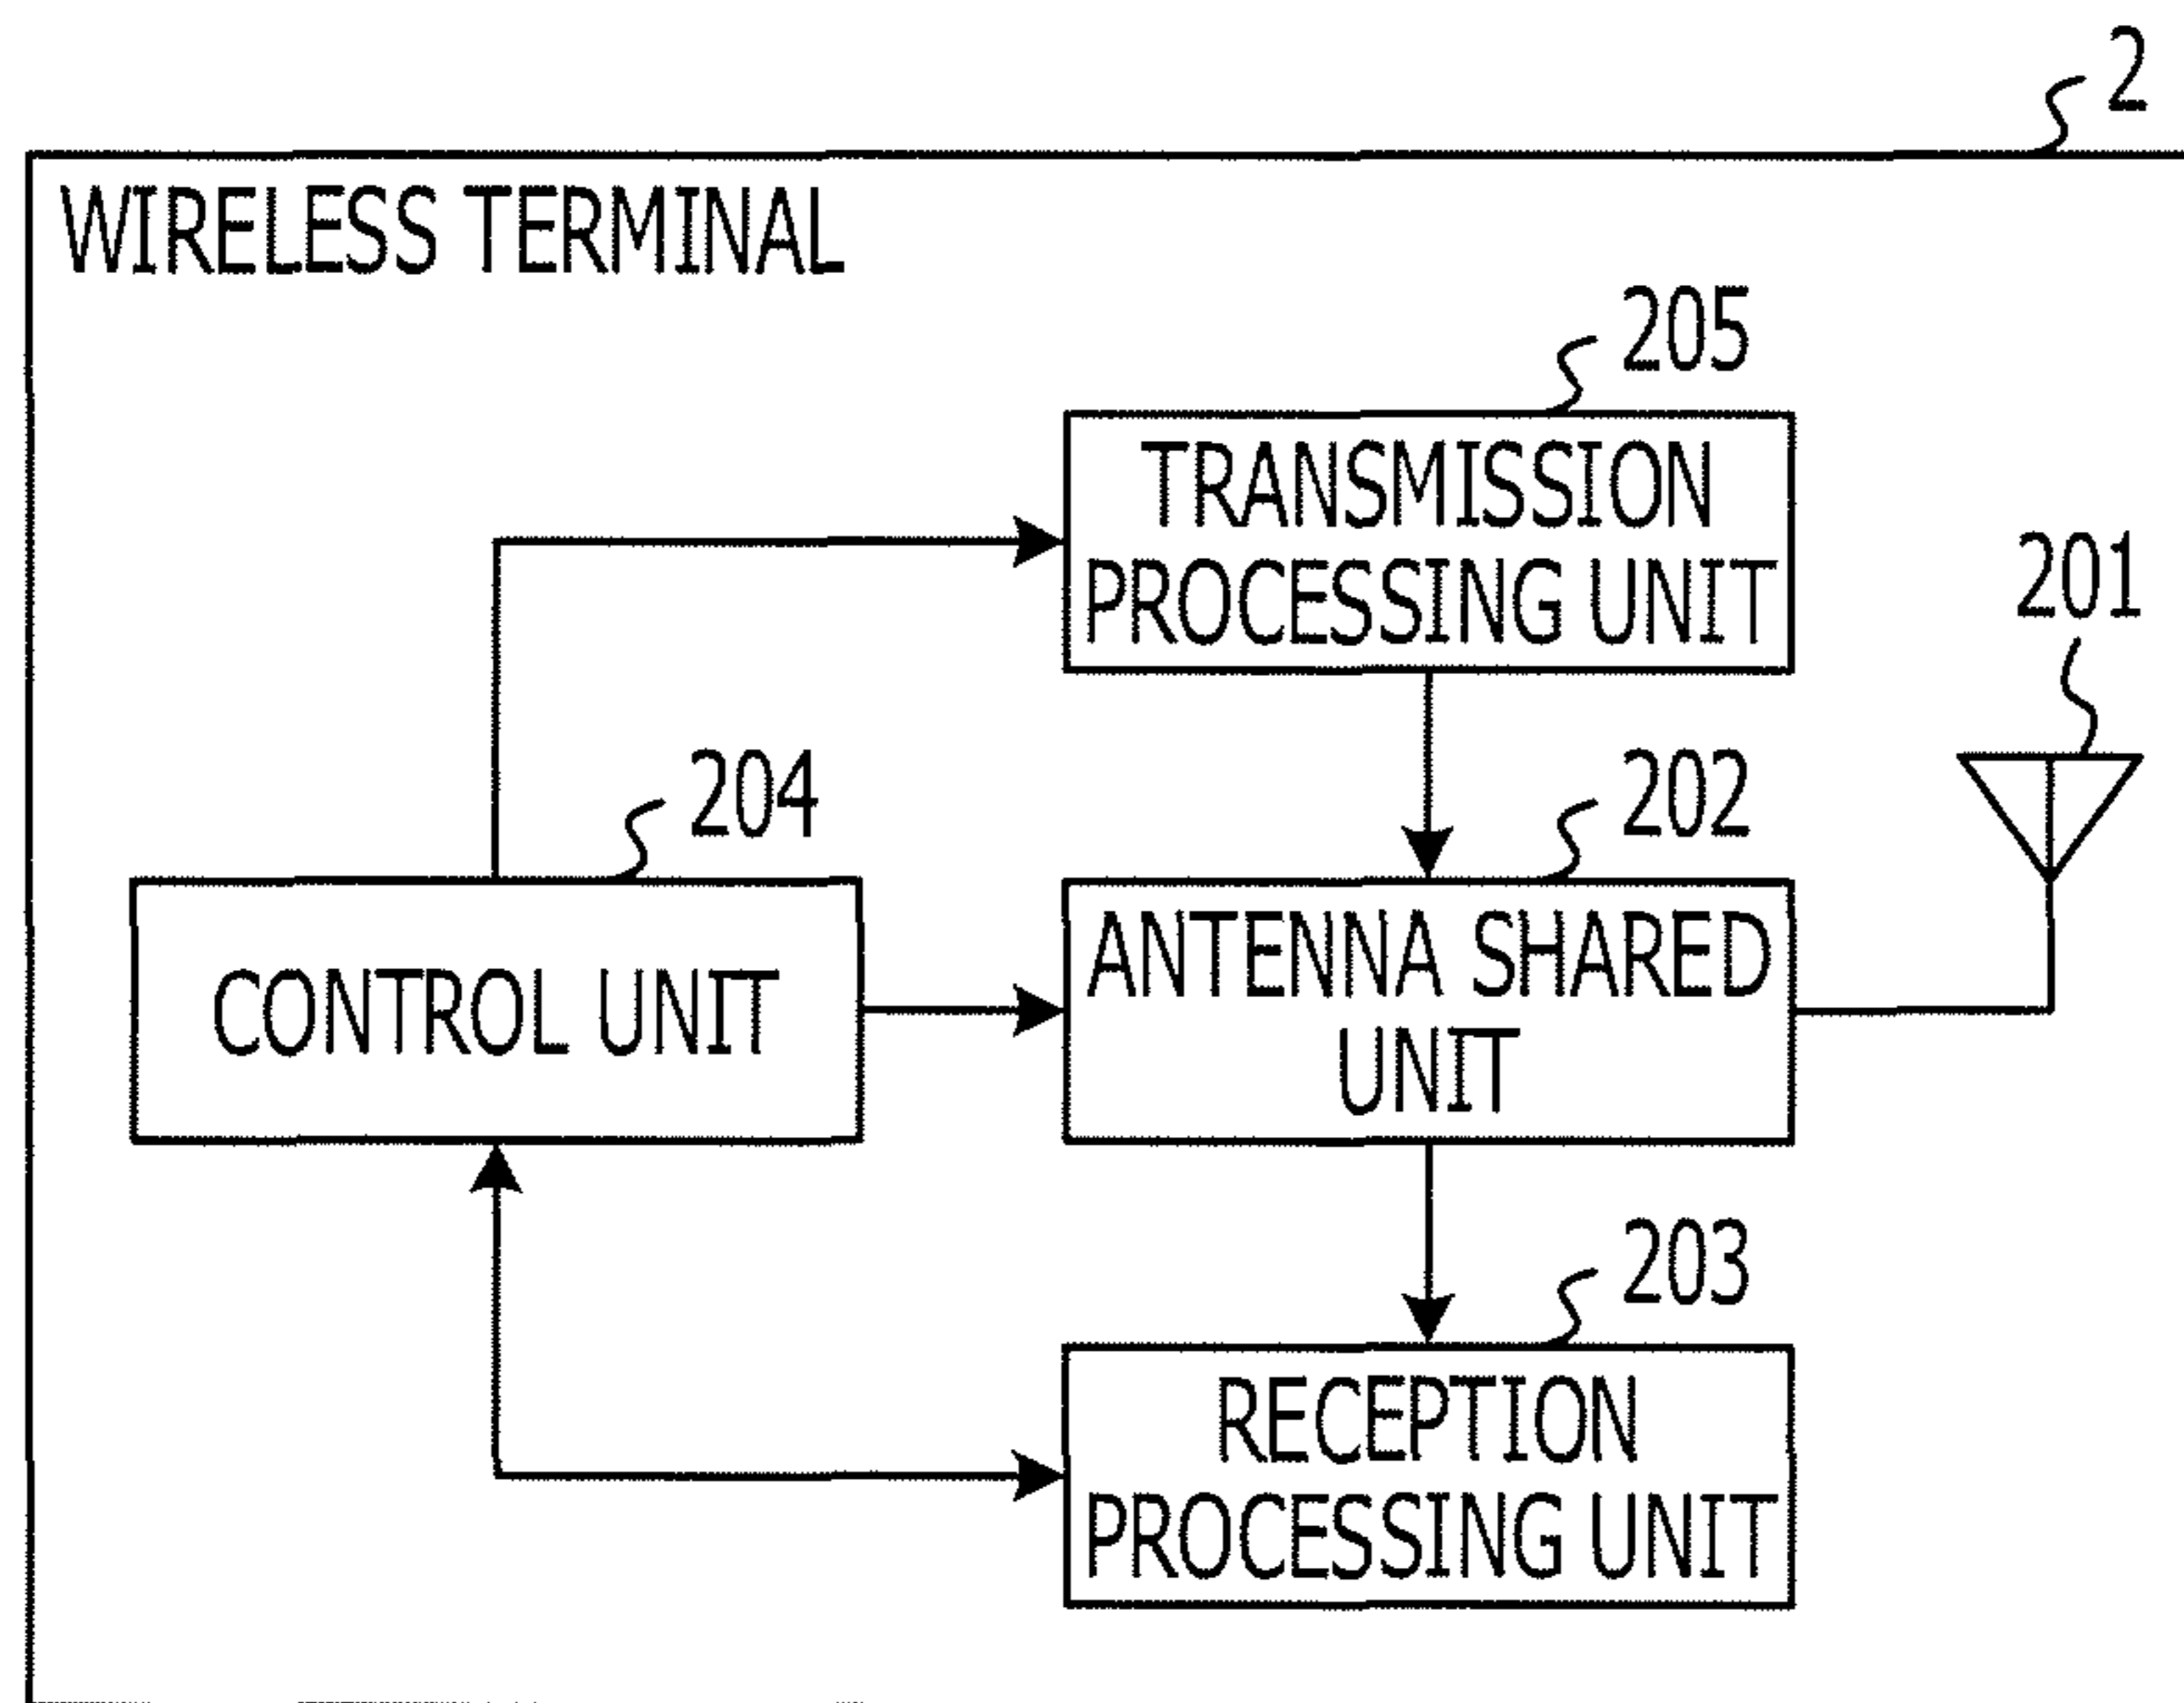 2
WIRELESS TERMINAL
205
TRANSMISSION
PROCESSING UNIT
201
204
202
CONTROL UNIT
ANTENNA SHARED
UNIT
203
RECEPTION
PROCESSING UNIT